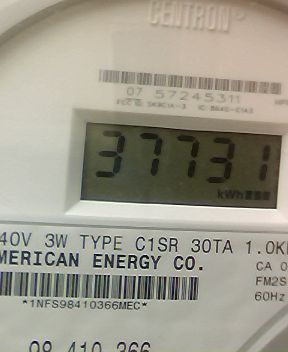 CENTRON
07 57245311
37731
kWh
40V 3W TYPE C1SR 30TA 1.0K
MERICAN ENERGY CO.
CA 0
*1NFS98410366MEC*
FM2S
60Hz
98 410 366